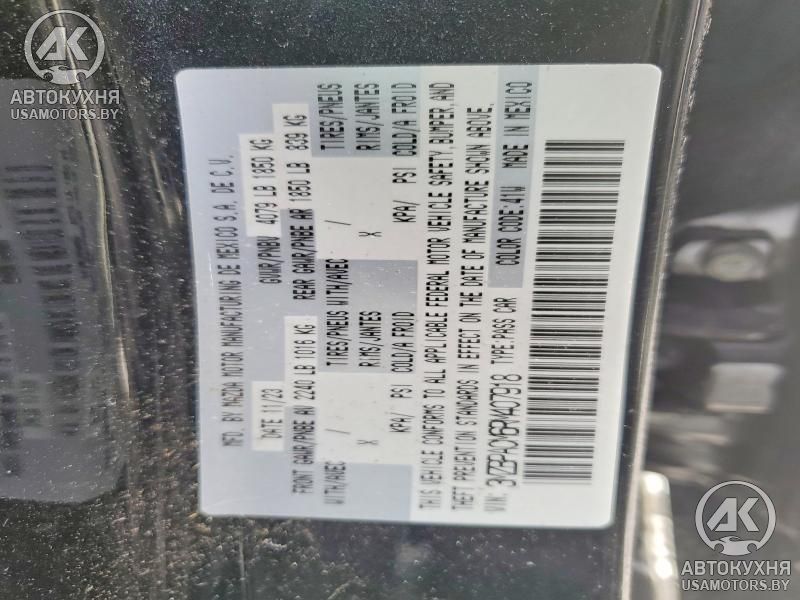 MFD. BY MAZDA MOTOR MANUFACTURING DE MEXICO S.A. DE C.V.
DATE 11/23 GVWR/PNBV 4079 LB 1850 KG
FRONT GAWR/PNBE AV 2240 LB 1016 KG REAR GAWR/PNBE AR 1850 LB 839 KG
WITH/AVEC / TIRES/PNEUS WITH/AVEC / TIRES/PNEUS
X RIMS/JANTES X RIMS/JANTES
KPA/ PSI COLD/A FROID KPA/ PSI COLD/A FROID
THIS VEHICLE CONFORMS TO ALL APPLICABLE FEDERAL MOTOR VEHICLE SAFETY, BUMPER, AND
THEFT PREVENTION STANDARDS IN EFFECT ON THE DATE OF MANUFACTURE SHOWN ABOVE.
VIN: TYPE:PASS CAR COLOR CODE:41W MADE IN MEXICO
АК
АВТОКУХНЯ
USAMOTORS.BY
АК
АВТОКУХНЯ
USAMOTORS.BY